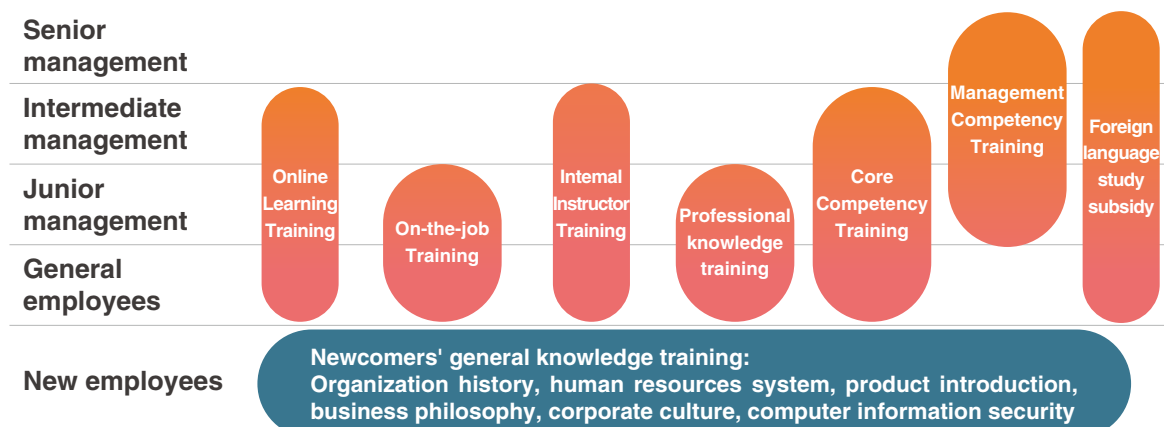 Senior
management
Intermediate
management
Junior
management
General
employees
New employees
Online
Learning
Training
On-the-job
Training
Internal
Instructor
Training
Professional
knowledge
training
Core
Competency
Training
Management
Competency
Training
Foreign
language
study
subsidy
Newcomers' general knowledge training:
Organization history, human resources system, product introduction,
business philosophy, corporate culture, computer information security